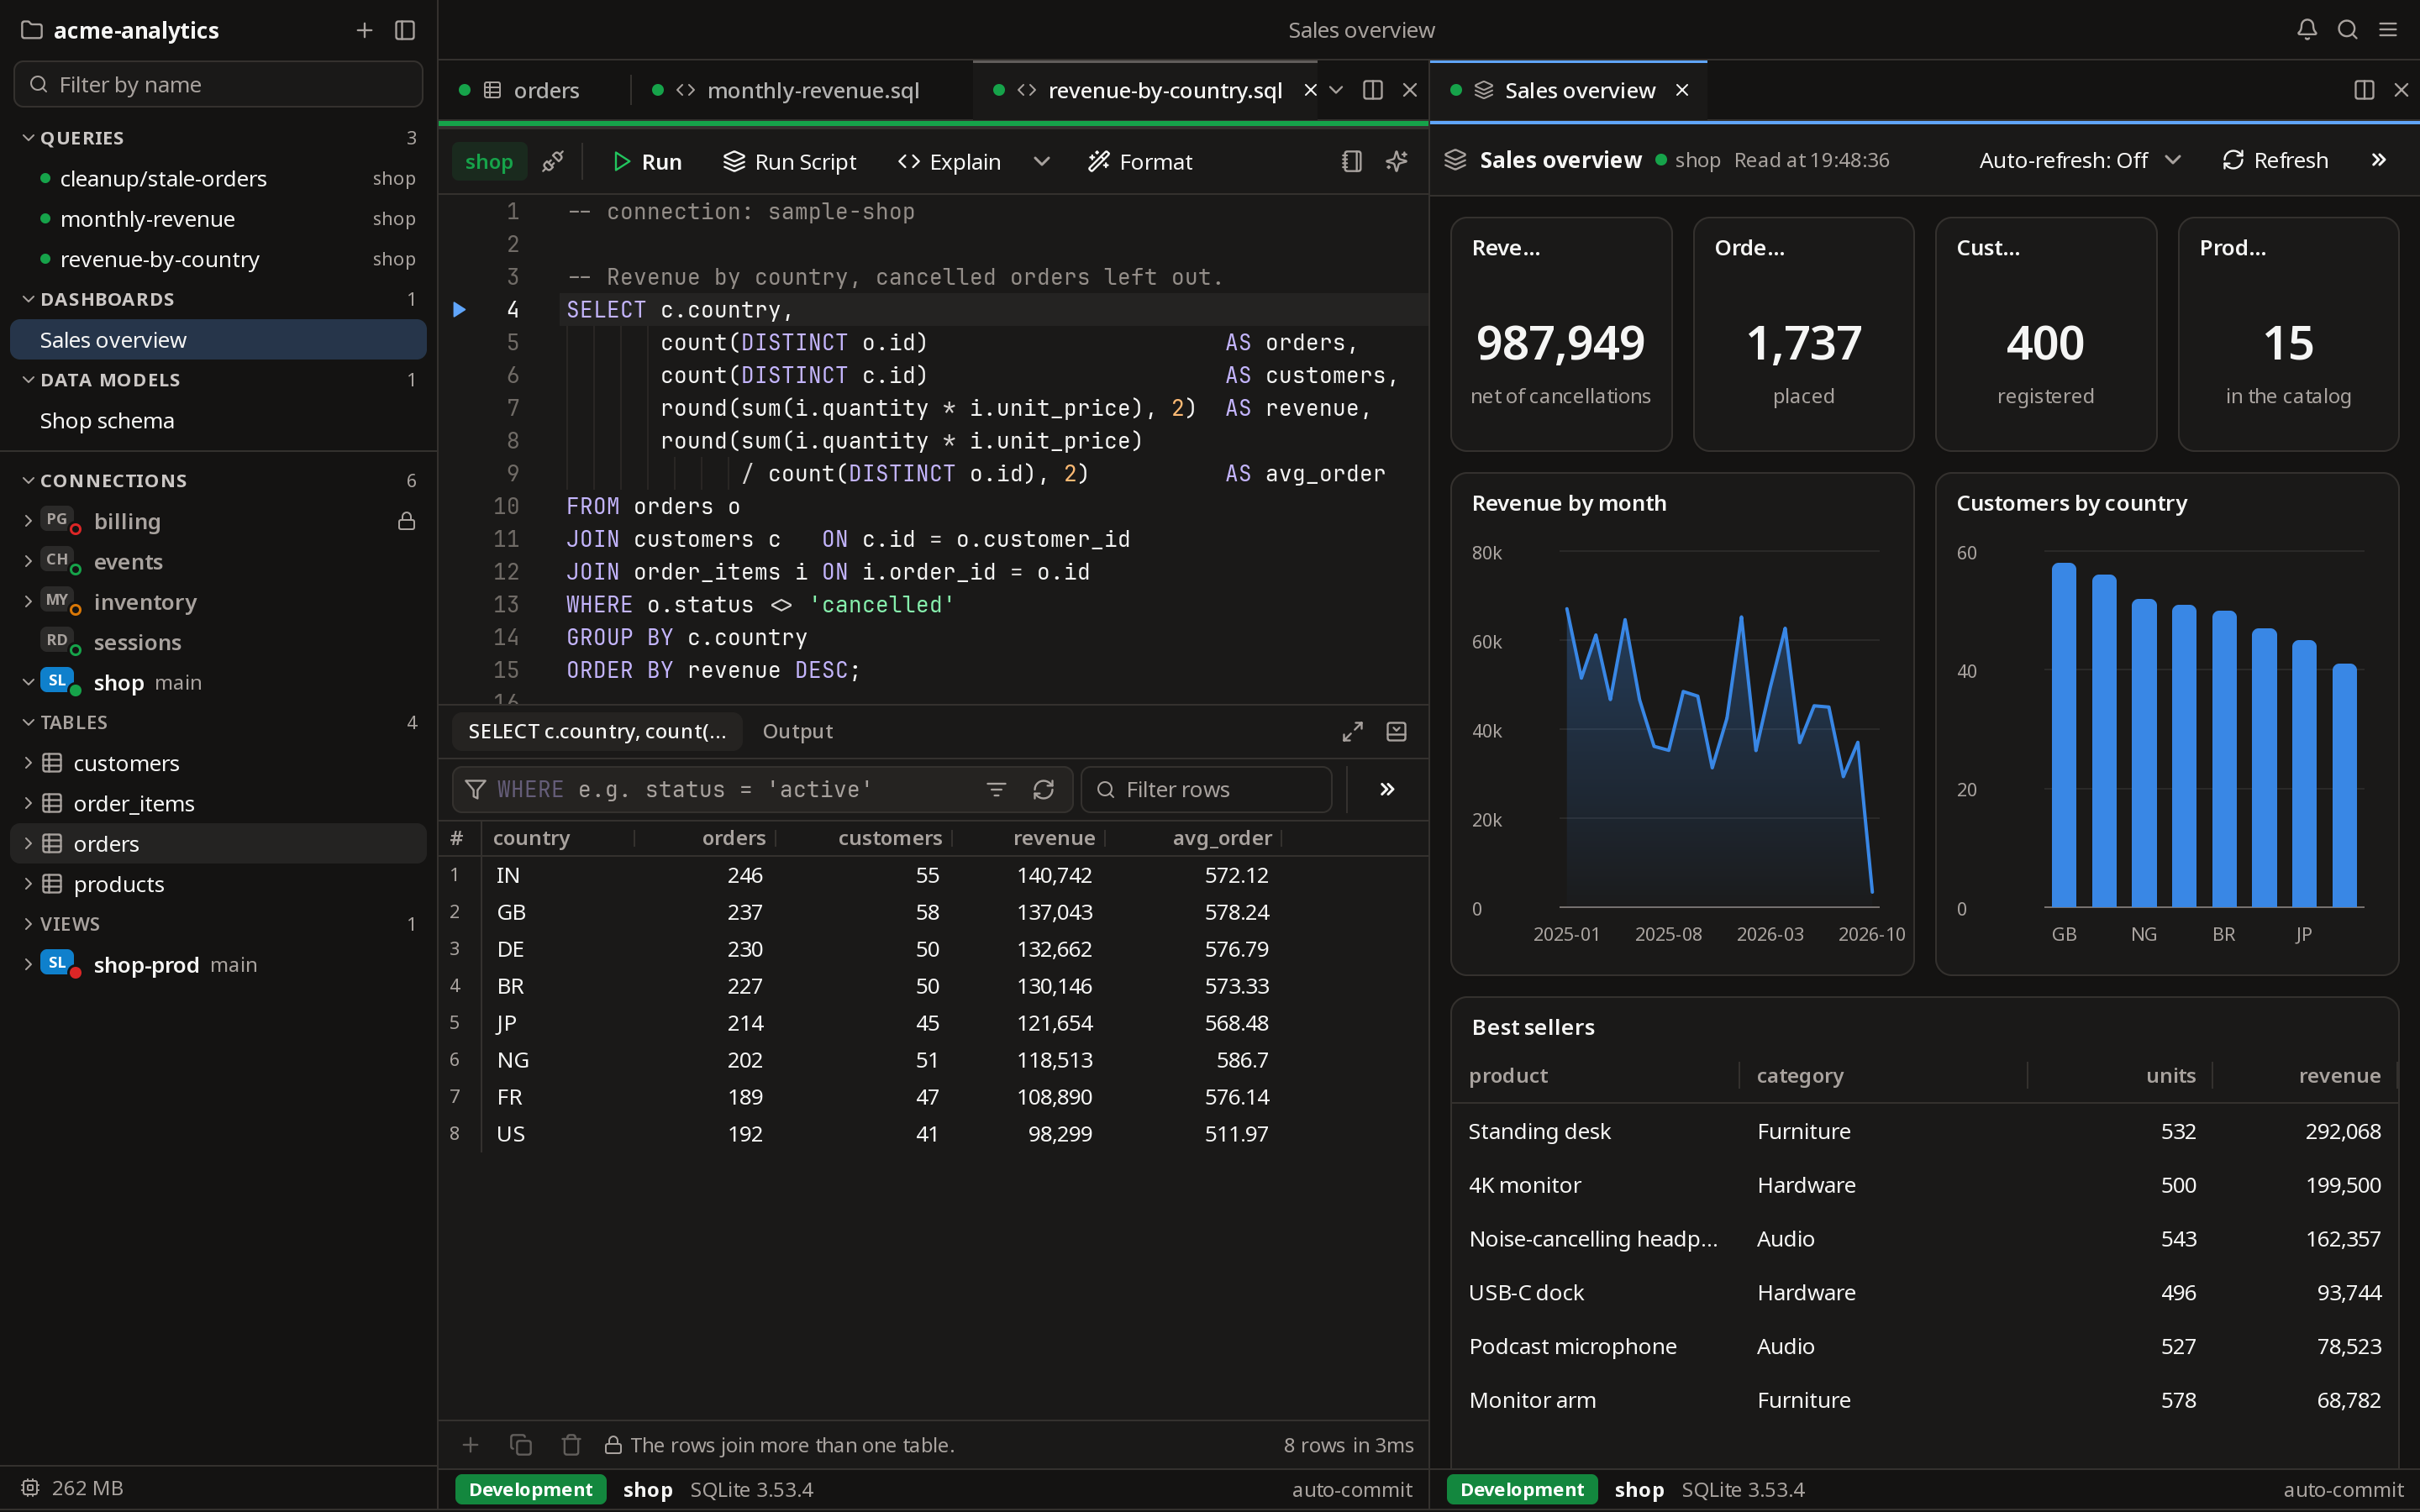 acme-analytics
Filter by name
QUERIES 3
cleanup/stale-orders shop
monthly-revenue shop
revenue-by-country shop
DASHBOARDS 1
Sales overview
DATA MODELS 1
Shop schema
CONNECTIONS 6
PG billing
CH events
MY inventory
RD sessions
SL shop main
TABLES 4
customers
order_items
orders
products
VIEWS 1
SL shop-prod main
262 MB
Sales overview
orders monthly-revenue.sql revenue-by-country.sql
shop Run Run Script Explain Format
1 -- connection: sample-shop
2
3 -- Revenue by country, cancelled orders left out.
4 SELECT c.country,
5 count(DISTINCT o.id) AS orders,
6 count(DISTINCT c.id) AS customers,
7 round(sum(i.quantity * i.unit_price), 2) AS revenue,
8 round(sum(i.quantity * i.unit_price)
9 / count(DISTINCT o.id), 2) AS avg_order
10 FROM orders o
11 JOIN customers c ON c.id = o.customer_id
12 JOIN order_items i ON i.order_id = o.id
13 WHERE o.status <> 'cancelled'
14 GROUP BY c.country
15 ORDER BY revenue DESC;
16
SELECT c.country, count(... Output
WHERE e.g. status = 'active' Filter rows
# country orders customers revenue avg_order
1 IN 246 55 140,742 572.12
2 GB 237 58 137,043 578.24
3 DE 230 50 132,662 576.79
4 BR 227 50 130,146 573.33
5 JP 214 45 121,654 568.48
6 NG 202 51 118,513 586.7
7 FR 189 47 108,890 576.14
8 US 192 41 98,299 511.97
The rows join more than one table. 8 rows in 3ms
Development shop SQLite 3.53.4 auto-commit
Sales overview
Sales overview shop Read at 19:48:36 Auto-refresh: Off Refresh
Reve... Orde... Cust... Prod...
987,949 1,737 400 15
net of cancellations placed registered in the catalog
Revenue by month
80k
60k
40k
20k
0
2025-01 2025-08 2026-03 2026-10
Customers by country
60
40
20
0
GB NG BR JP
Best sellers
product category units revenue
Standing desk Furniture 532 292,068
4K monitor Hardware 500 199,500
Noise-cancelling headp... Audio 543 162,357
USB-C dock Hardware 496 93,744
Podcast microphone Audio 527 78,523
Monitor arm Furniture 578 68,782
Development shop SQLite 3.53.4 auto-commit